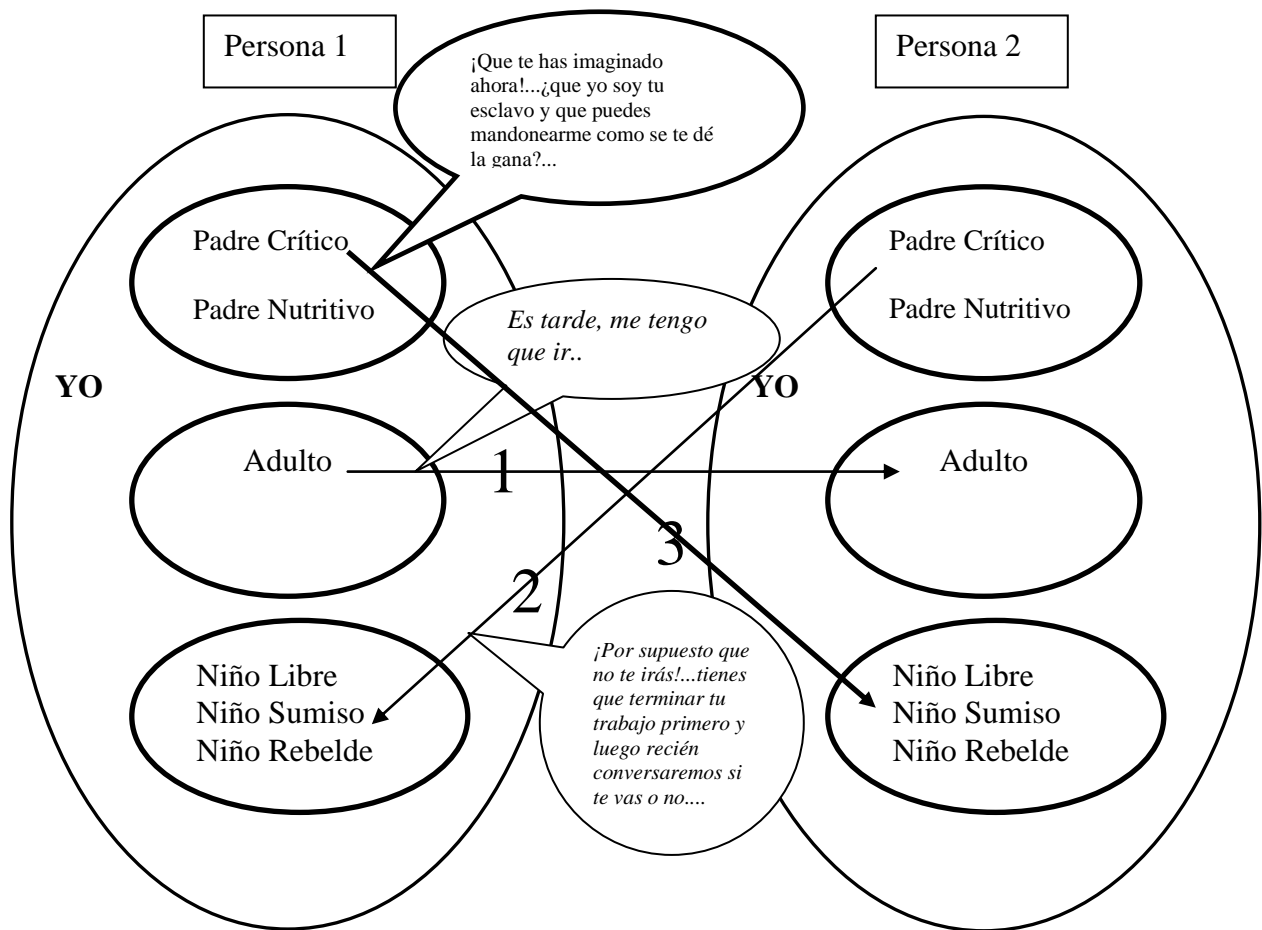 Persona 1
Persona 2
¡Que te has imaginado
ahora!...¿que yo soy tu
esclavo y que puedes
mandonearme como se te dé
la gana?...
Padre Crítico
Padre Nutritivo
Padre Crítico
Padre Nutritivo
Es tarde, me tengo
que ir..
YO
YO
Adulto
1
Adulto
3
2
¡Por supuesto que
no te irás!...tienes
que terminar tu
trabajo primero y
luego recién
conversaremos si
te vas o no....
Niño Libre
Niño Sumiso
Niño Rebelde
Niño Libre
Niño Sumiso
Niño Rebelde